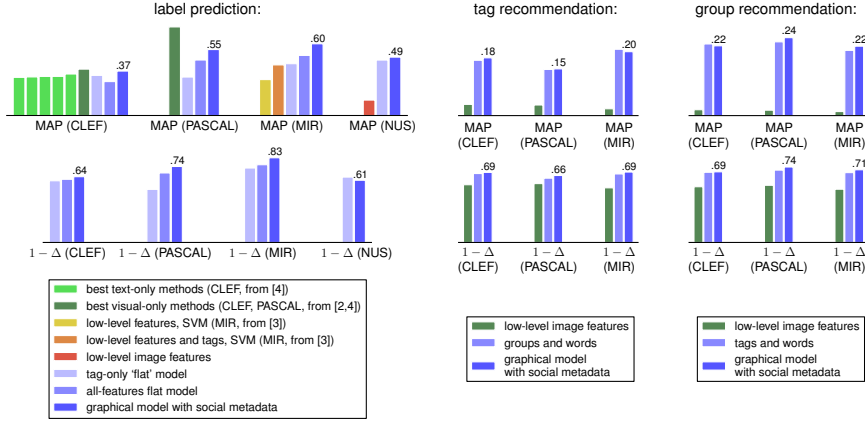 label prediction:
.37
.55
.60
.49
MAP (CLEF)
MAP (PASCAL)
MAP (MIR)
MAP (NUS)
.64
.74
.83
.61
1 − Δ (CLEF)
1 − Δ (PASCAL)
1 − Δ (MIR)
1 − Δ (NUS)
best text-only methods (CLEF, from [4])
best visual-only methods (CLEF, PASCAL, from [2,4])
low-level features, SVM (MIR, from [3])
low-level features and tags, SVM (MIR, from [3])
low-level image features
tag-only ‘flat’ model
all-features flat model
graphical model with social metadata
tag recommendation:
.18
.15
.20
MAP
(CLEF)
MAP
(PASCAL)
MAP
(MIR)
.69
.66
.69
1 − Δ
(CLEF)
1 − Δ
(PASCAL)
1 − Δ
(MIR)
low-level image features
groups and words
graphical model
with social metadata
group recommendation:
.22
.24
.22
MAP
(CLEF)
MAP
(PASCAL)
MAP
(MIR)
.69
.74
.71
1 − Δ
(CLEF)
1 − Δ
(PASCAL)
1 − Δ
(MIR)
low-level image features
tags and words
graphical model
with social metadata